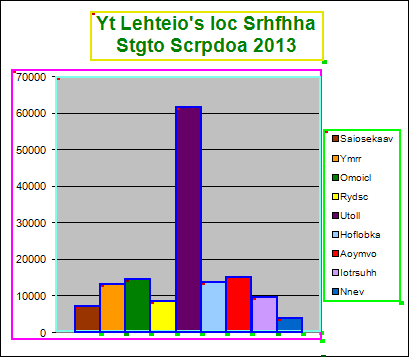 Yt Lehteio's Ioc Srhfhha
Stgto Scrpdoa 2013
70000
60000
50000
40000
30000
20000
10000
0
Saiosekaav
Ymrr
Omoicl
Rydsc
Utoll
Hoflobka
Aoymvo
Iotrsuhh
Nnev